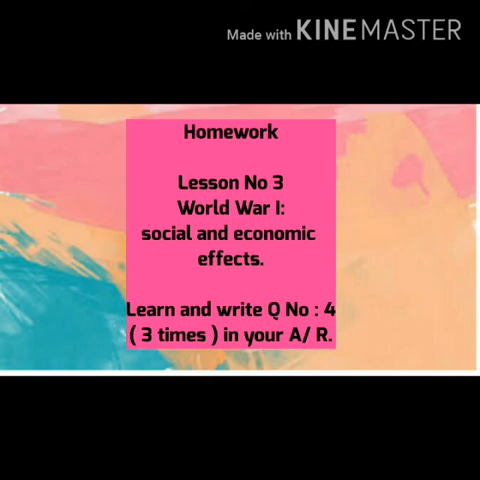 Made with KINEMASTER
Homework
Lesson No 3
World War I:
social and economic
effects.
Learn and write Q No : 4
( 3 times ) in your A/ R.